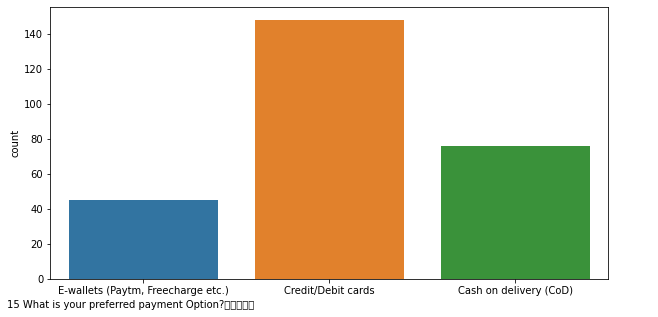 140
120
100
80
60
40
20
0
count
E-wallets (Paytm, Freecharge etc.)
Credit/Debit cards
Cash on delivery (CoD)
15 What is your preferred payment Option?